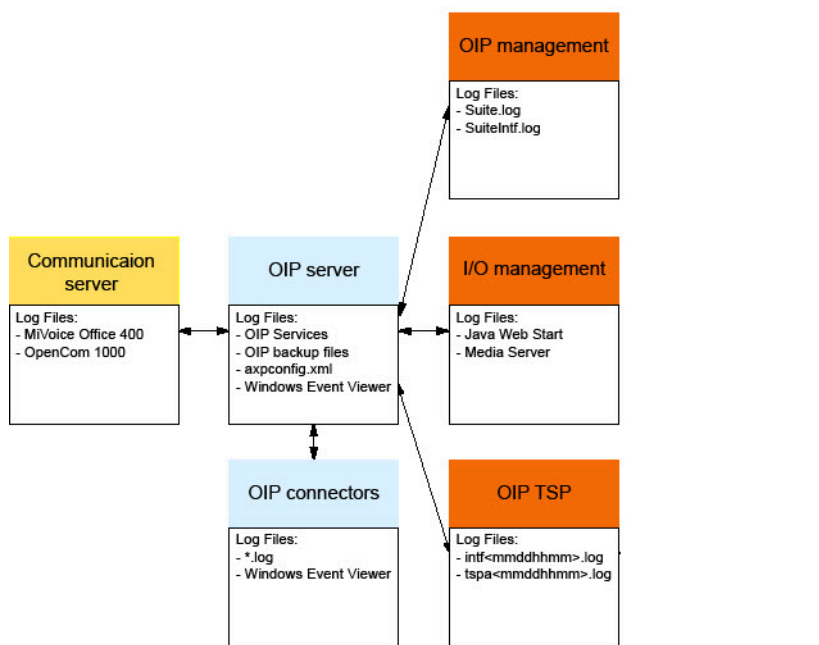 OIP management
Log Files:
- Suite.log
- SuiteIntf.log
Communicaion
server
Log Files:
- MiVoice Office 400
- OpenCom 1000
OIP server
Log Files:
- OIP Services
- OIP backup files
- axpconfig.xml
- Windows Event Viewer
I/O management
Log Files:
- Java Web Start
- Media Server
OIP connectors
Log Files:
- *.log
- Windows Event Viewer
OIP TSP
Log Files:
- intf<mmddhhmm>.log
- tspa<mmddhhmm>.log